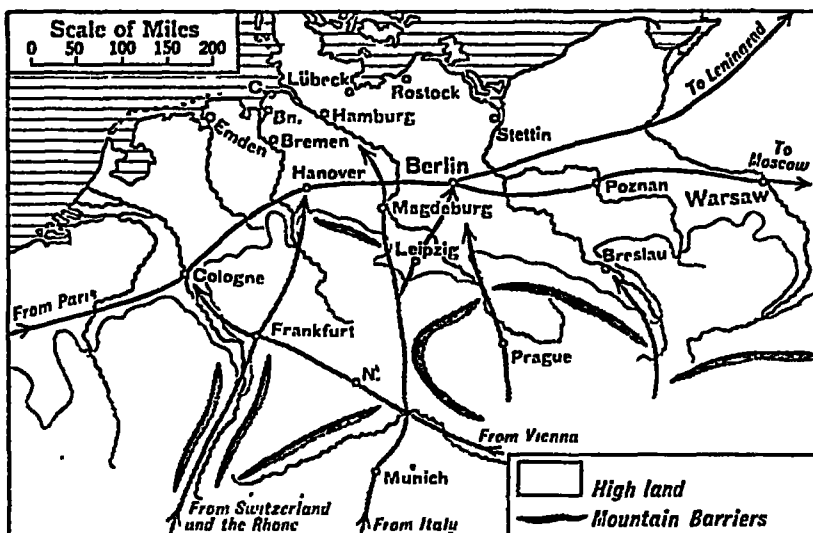 Scale of Miles
0 50 100 150 200
To Leningrad
Lübeck
Rostock
C.
Bn.
Hamburg
Emden
Bremen
Stettin
To
Moscow
Hanover
Berlin
Poznan
Warsaw
Magdeburg
Leipzig
Breslau
Cologne
From Paris
Frankfurt
Prague
N.
From Vienna
Munich
From Switzerland
and the Rhone
From Italy
High land
Mountain Barriers